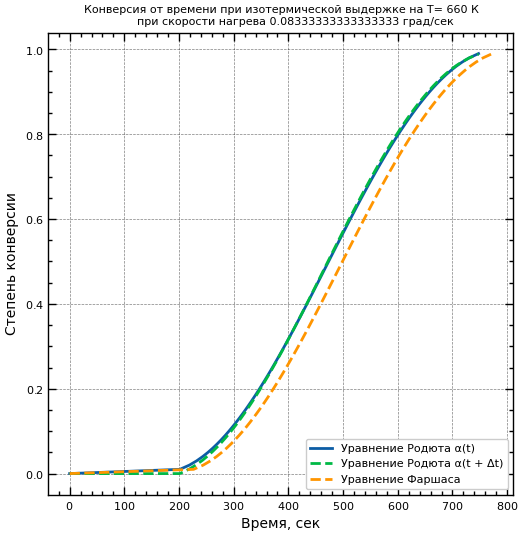 Конверсия от времени при изотермической выдержке на T= 660 K
при скорости нагрева 0.08333333333333333 град/сек
1.0
0.8
0.6
0.4
0.2
0.0
Степень конверсии
Уравнение Родюта α(t)
Уравнение Родюта α(t + Δt)
Уравнение Фаршаса
0 100 200 300 400 500 600 700 800
Время, сек